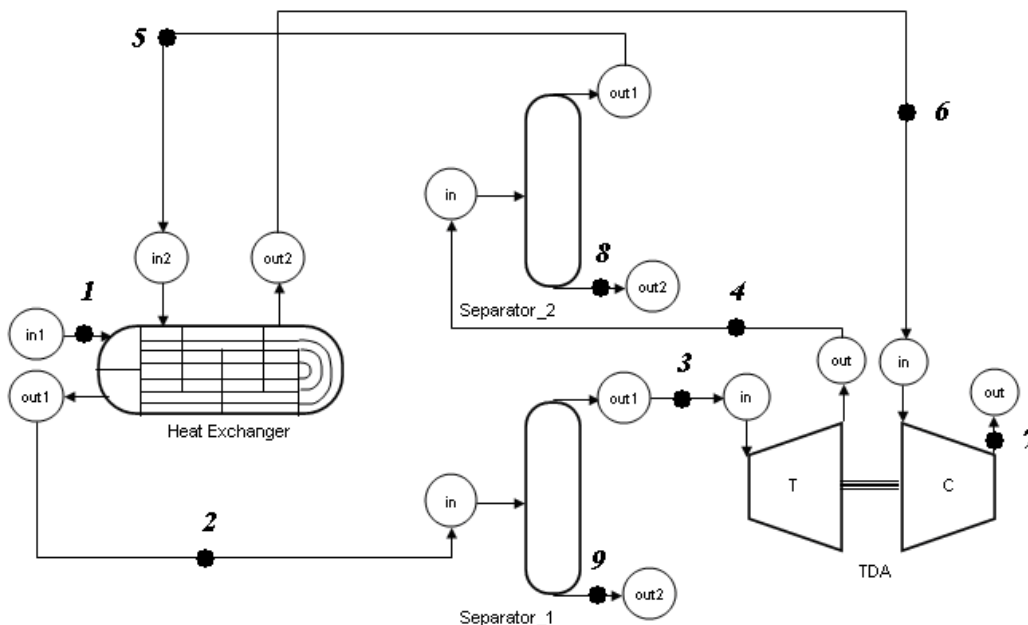 5
out1
6
in
in2
out2
8
out2
1
Separator_2
4
in1
out
in
3
out1
out1
in
out
Heat Exchanger
7
in
T
C
2
9
TDA
out2
Separator_1